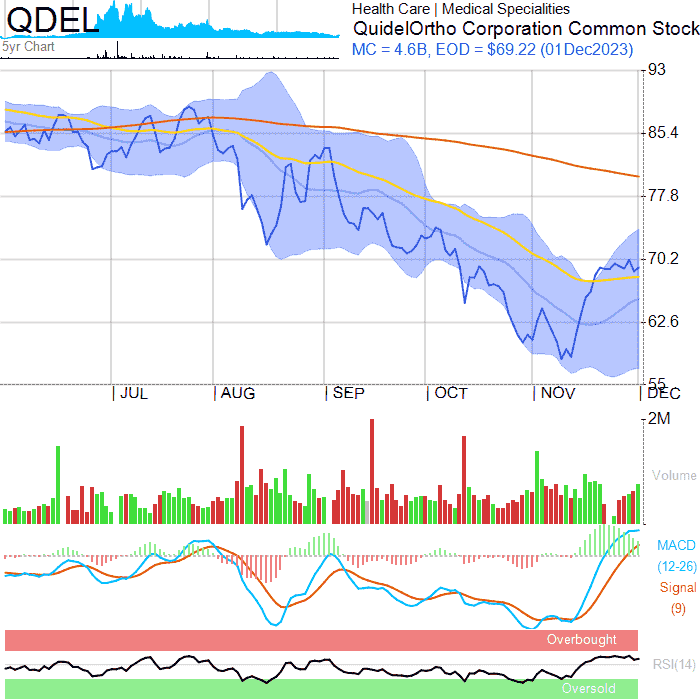 QDEL
5yr Chart
Health Care | Medical Specialities
QuidelOrtho Corporation Common Stock
MC = 4.6B, EOD = $69.22 (01Dec2023)
93
85.4
77.8
70.2
62.6
55
JUL
AUG
SEP
OCT
NOV
DEC
2M
Volume
MACD
(12-26)
Signal
(9)
Overbought
RSI(14)
Oversold